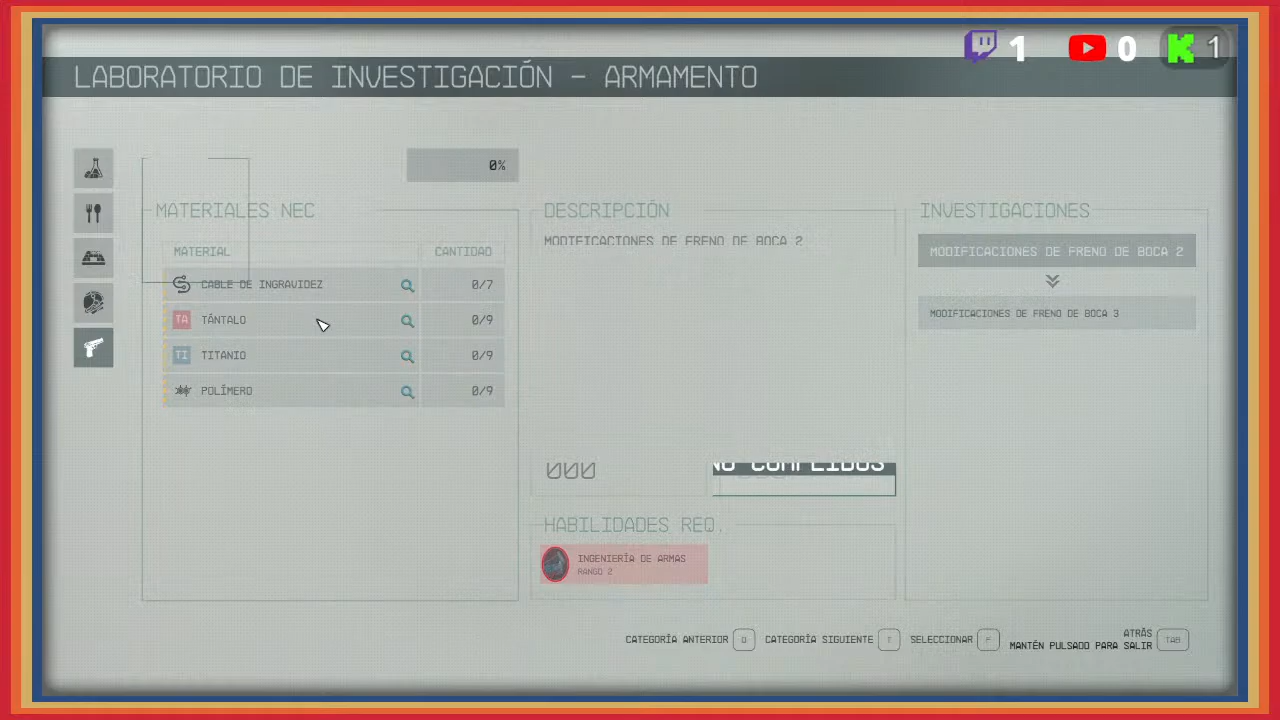 1
0
1
LABORATORIO DE INVESTIGACIÓN - ARMAMENTO
0%
MATERIALES NEC
MATERIAL
CANTIDAD
CABLE DE INGRAVIDEZ
0/7
TA
TÁNTALO
0/9
TI
TITANIO
0/9
POLÍMERO
0/9
DESCRIPCIÓN
MODIFICACIONES DE FRENO DE BOCA 2
000
NO CUMPLIDOS
HABILIDADES REQ.
INGENIERÍA DE ARMAS
RANGO 2
INVESTIGACIONES
MODIFICACIONES DE FRENO DE BOCA 2
MODIFICACIONES DE FRENO DE BOCA 3
CATEGORÍA ANTERIOR
Q
CATEGORÍA SIGUIENTE
T
SELECCIONAR
F
ATRÁS
MANTÉN PULSADO PARA SALIR
TAB